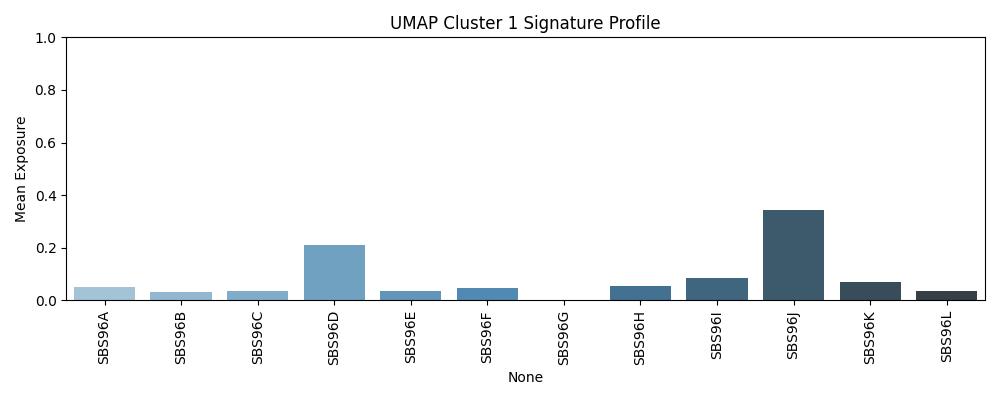 UMAP Cluster 1 Signature Profile
1.0
0.8
0.6
0.4
0.2
0.0
Mean Exposure
SBS96A
SBS96B
SBS96C
SBS96D
SBS96E
SBS96F
SBS96G
SBS96H
SBS96I
SBS96J
SBS96K
SBS96L
None